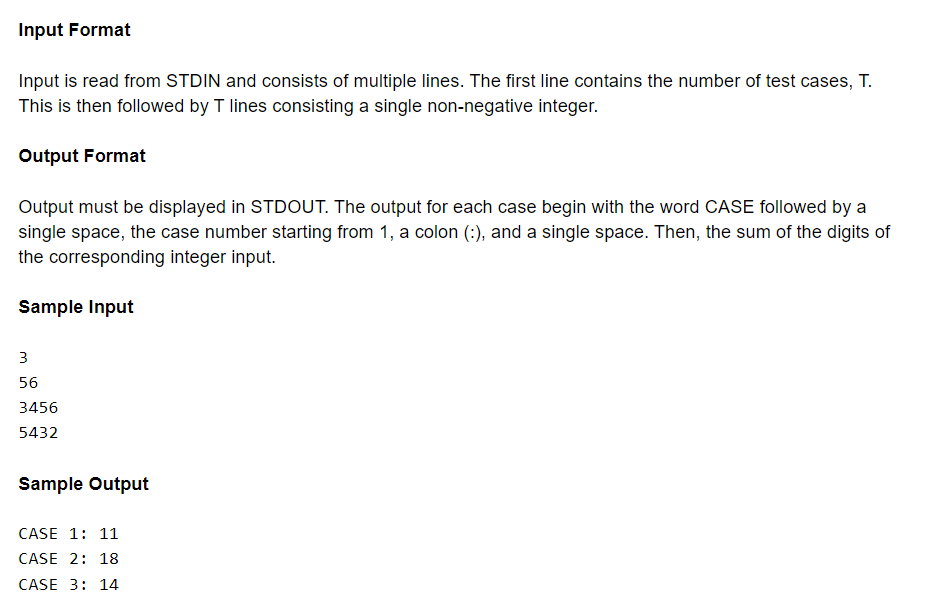 Input Format
Input is read from STDIN and consists of multiple lines. The first line contains the number of test cases, T.
This is then followed by T lines consisting a single non-negative integer.
Output Format
Output must be displayed in STDOUT. The output for each case begin with the word CASE followed by a
single space, the case number starting from 1, a colon (:), and a single space. Then, the sum of the digits of
the corresponding integer input.
Sample Input
3
56
3456
5432
Sample Output
CASE 1: 11
CASE 2: 18
CASE 3: 14